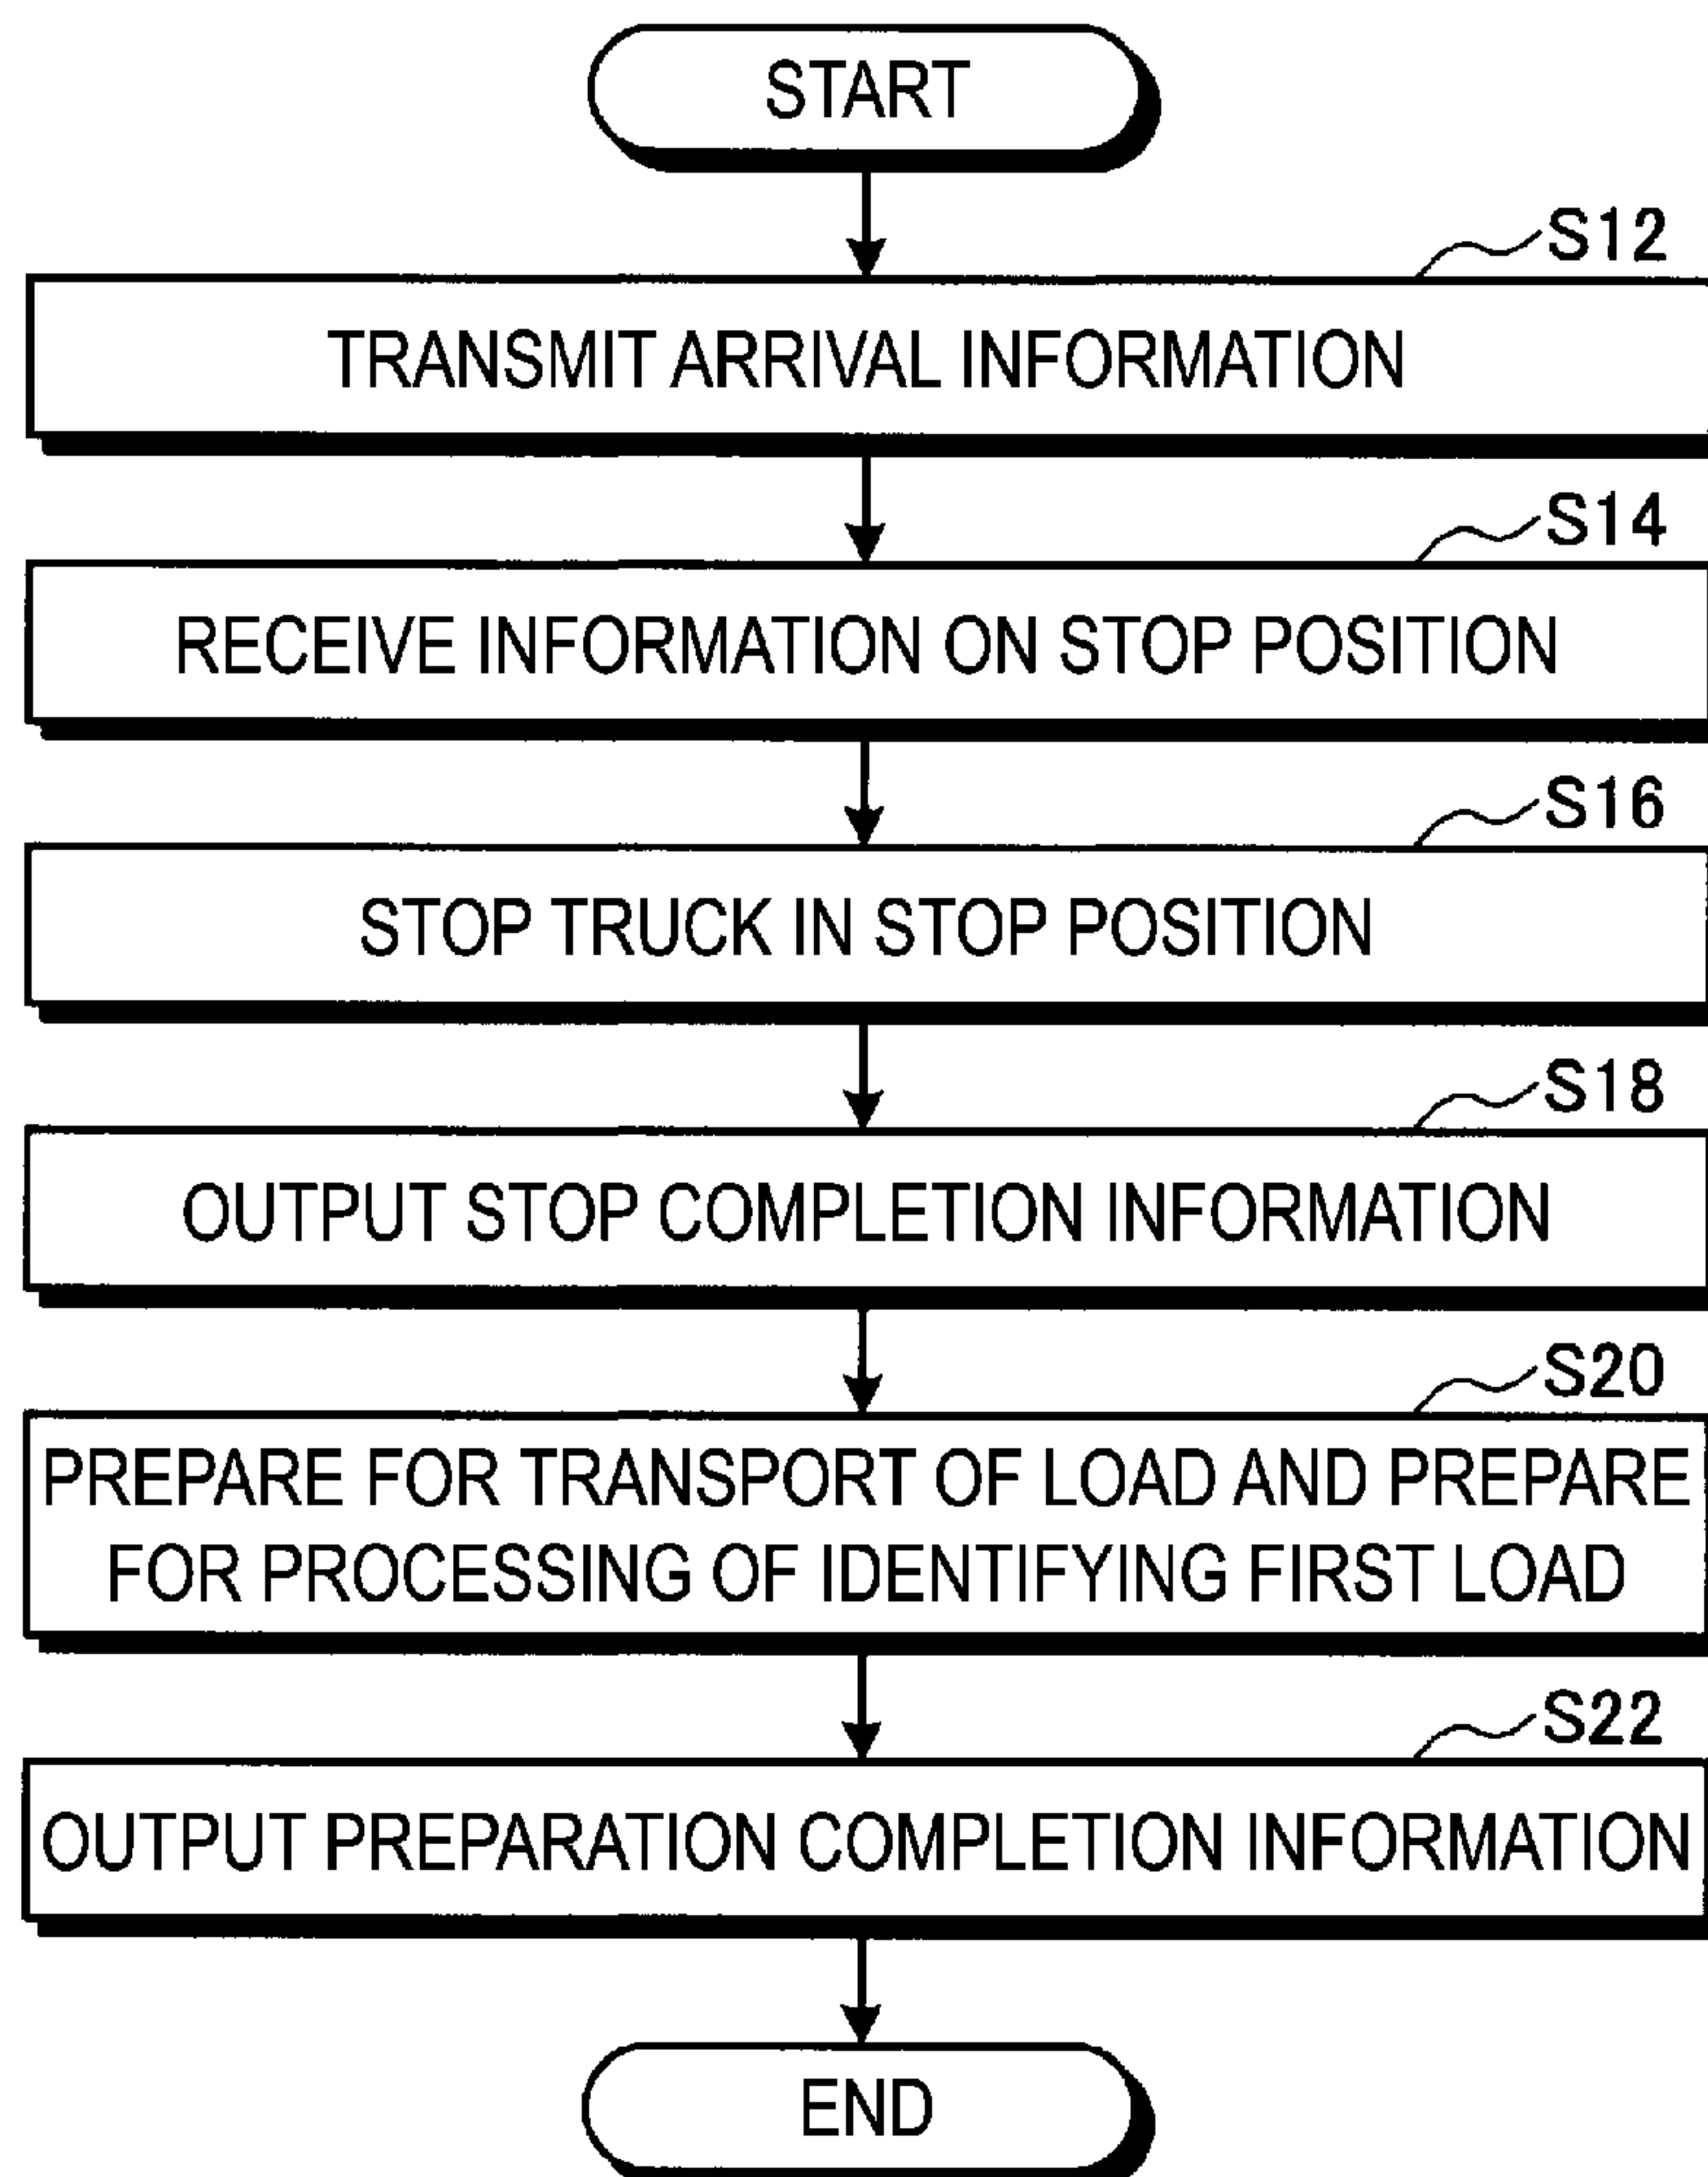 START
S12
TRANSMIT ARRIVAL INFORMATION
S14
RECEIVE INFORMATION ON STOP POSITION
S16
STOP TRUCK IN STOP POSITION
S18
OUTPUT STOP COMPLETION INFORMATION
S20
PREPARE FOR TRANSPORT OF LOAD AND PREPARE
FOR PROCESSING OF IDENTIFYING FIRST LOAD
S22
OUTPUT PREPARATION COMPLETION INFORMATION
END